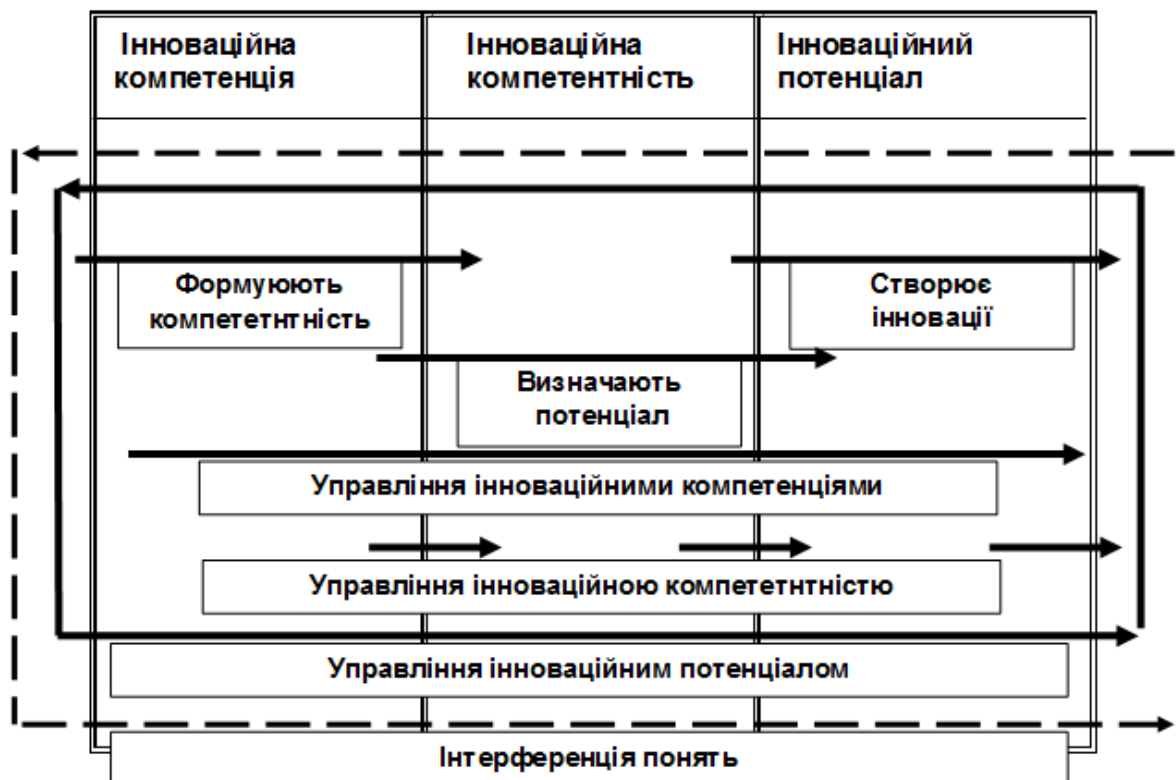 Інноваційна компетенція
Інноваційна компетентність
Інноваційний потенціал
Формуюють
компететнтність
Створює
інновації
Визначають
потенціал
Управління інноваційними компетенціями
Управління інноваційною компететнтністю
Управління інноваційним потенціалом
Інтерференція понять